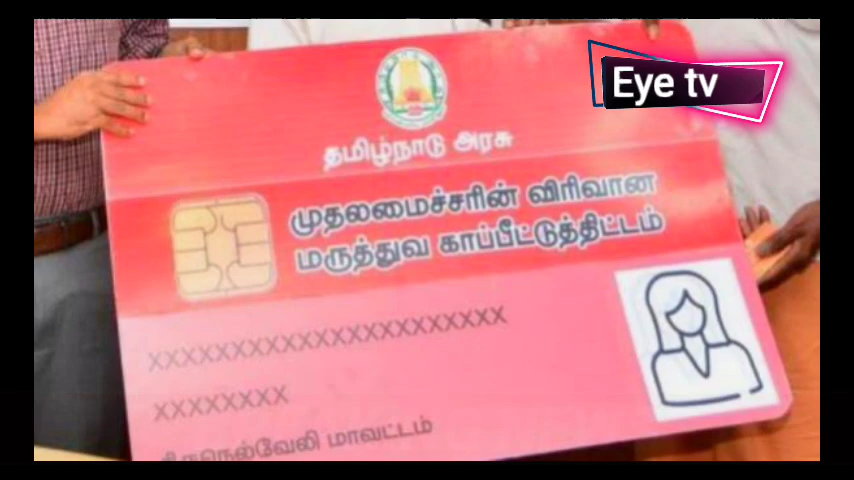 Eye tv
தமிழ்நாடு அரசு
முதலமைச்சரின் விரிவான
மருத்துவ காப்பீட்டுத்திட்டம்
XXXXXXXXXXXXXXXXXXXXXX
XXXXXXXX
திருநெல்வேலி மாவட்டம்